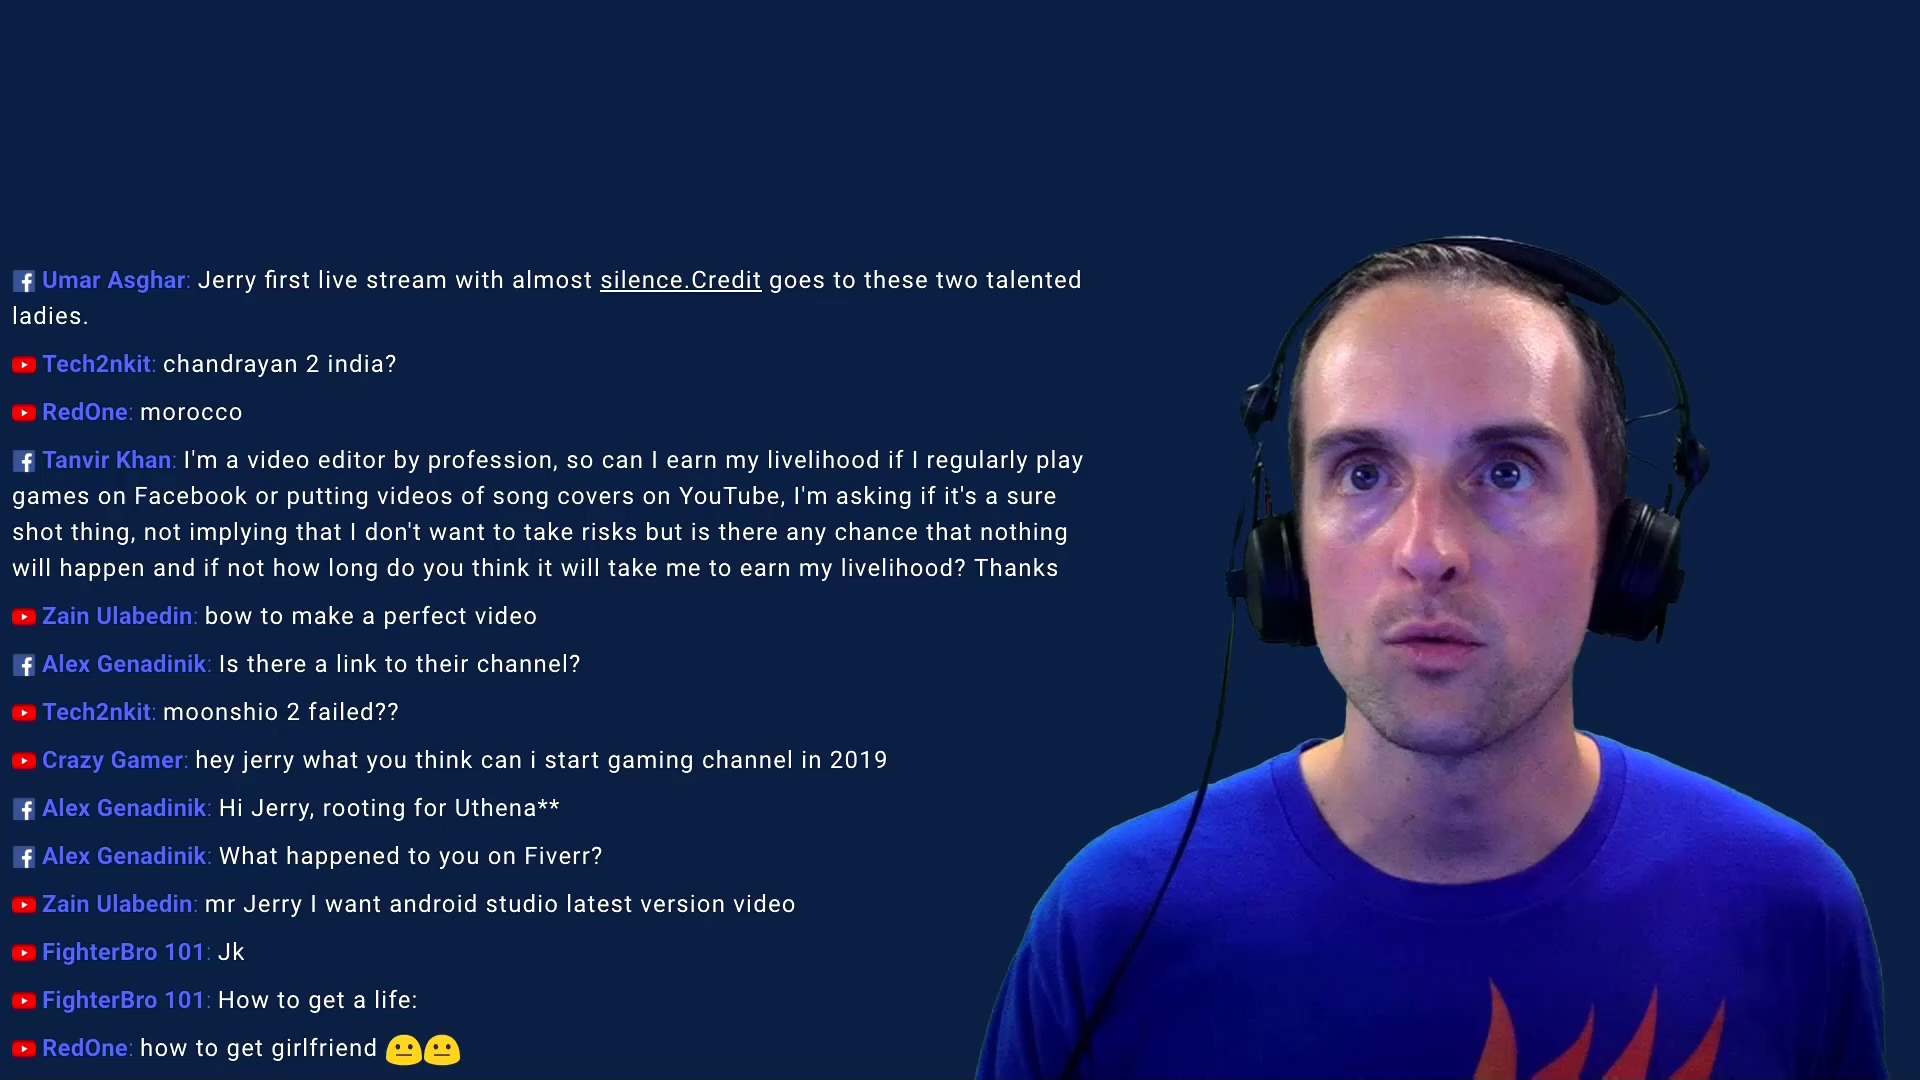 Umar Asghar: Jerry first live stream with almost silence.Credit goes to these two talented
ladies.
Tech2nkit: chandrayan 2 india?
RedOne: morocco
Tanvir Khan: I'm a video editor by profession, so can I earn my livelihood if I regularly play
games on Facebook or putting videos of song covers on YouTube, I'm asking if it's a sure
shot thing, not implying that I don't want to take risks but is there any chance that nothing
will happen and if not how long do you think it will take me to earn my livelihood? Thanks
Zain Ulabedin: bow to make a perfect video
Alex Genadinik: Is there a link to their channel?
Tech2nkit: moonshio 2 failed??
Crazy Gamer: hey jerry what you think can i start gaming channel in 2019
Alex Genadinik: Hi Jerry, rooting for Uthena**
Alex Genadinik: What happened to you on Fiverr?
Zain Ulabedin: mr Jerry I want android studio latest version video
FighterBro 101: Jk
FighterBro 101: How to get a life:
RedOne: how to get girlfriend 😐😐